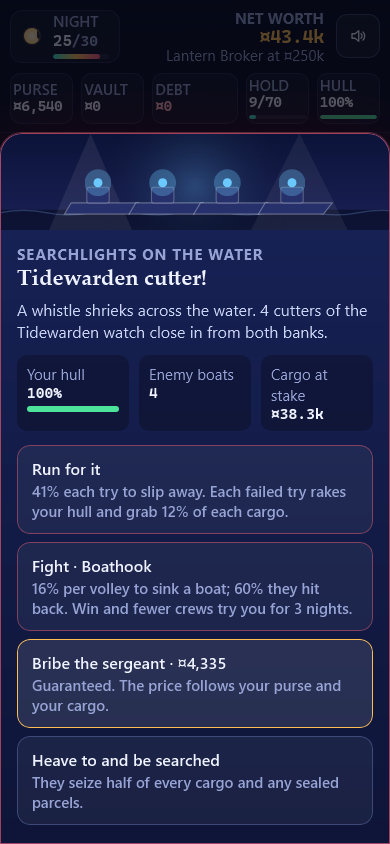 NIGHT
25/30
NET WORTH
¤43.4k
Lantern Broker at ¤250k
PURSE
¤6,540
VAULT
¤0
DEBT
¤0
HOLD
9/70
HULL
100%
SEARCHLIGHTS ON THE WATER
Tidewarden cutter!
A whistle shrieks across the water. 4 cutters of the
Tidewarden watch close in from both banks.
Your hull
100%
Enemy boats
4
Cargo at
stake
¤38.3k
Run for it
41% each try to slip away. Each failed try rakes
your hull and grab 12% of each cargo.
Fight · Boathook
16% per volley to sink a boat; 60% they hit
back. Win and fewer crews try you for 3 nights.
Bribe the sergeant · ¤4,335
Guaranteed. The price follows your purse and
your cargo.
Heave to and be searched
They seize half of every cargo and any sealed
parcels.